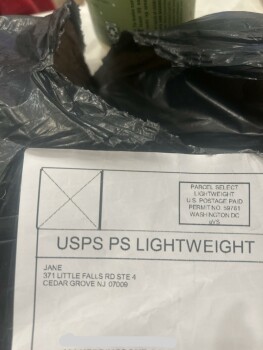 PARCEL SELECT
LIGHTWEIGHT
U.S. POSTAGE PAID
PERMIT NO. 59761
WASHINGTON DC
USPS PS LIGHTWEIGHT
JANE
371 LITTLE FALLS RD STE 4
CEDAR GROVE NJ 07009